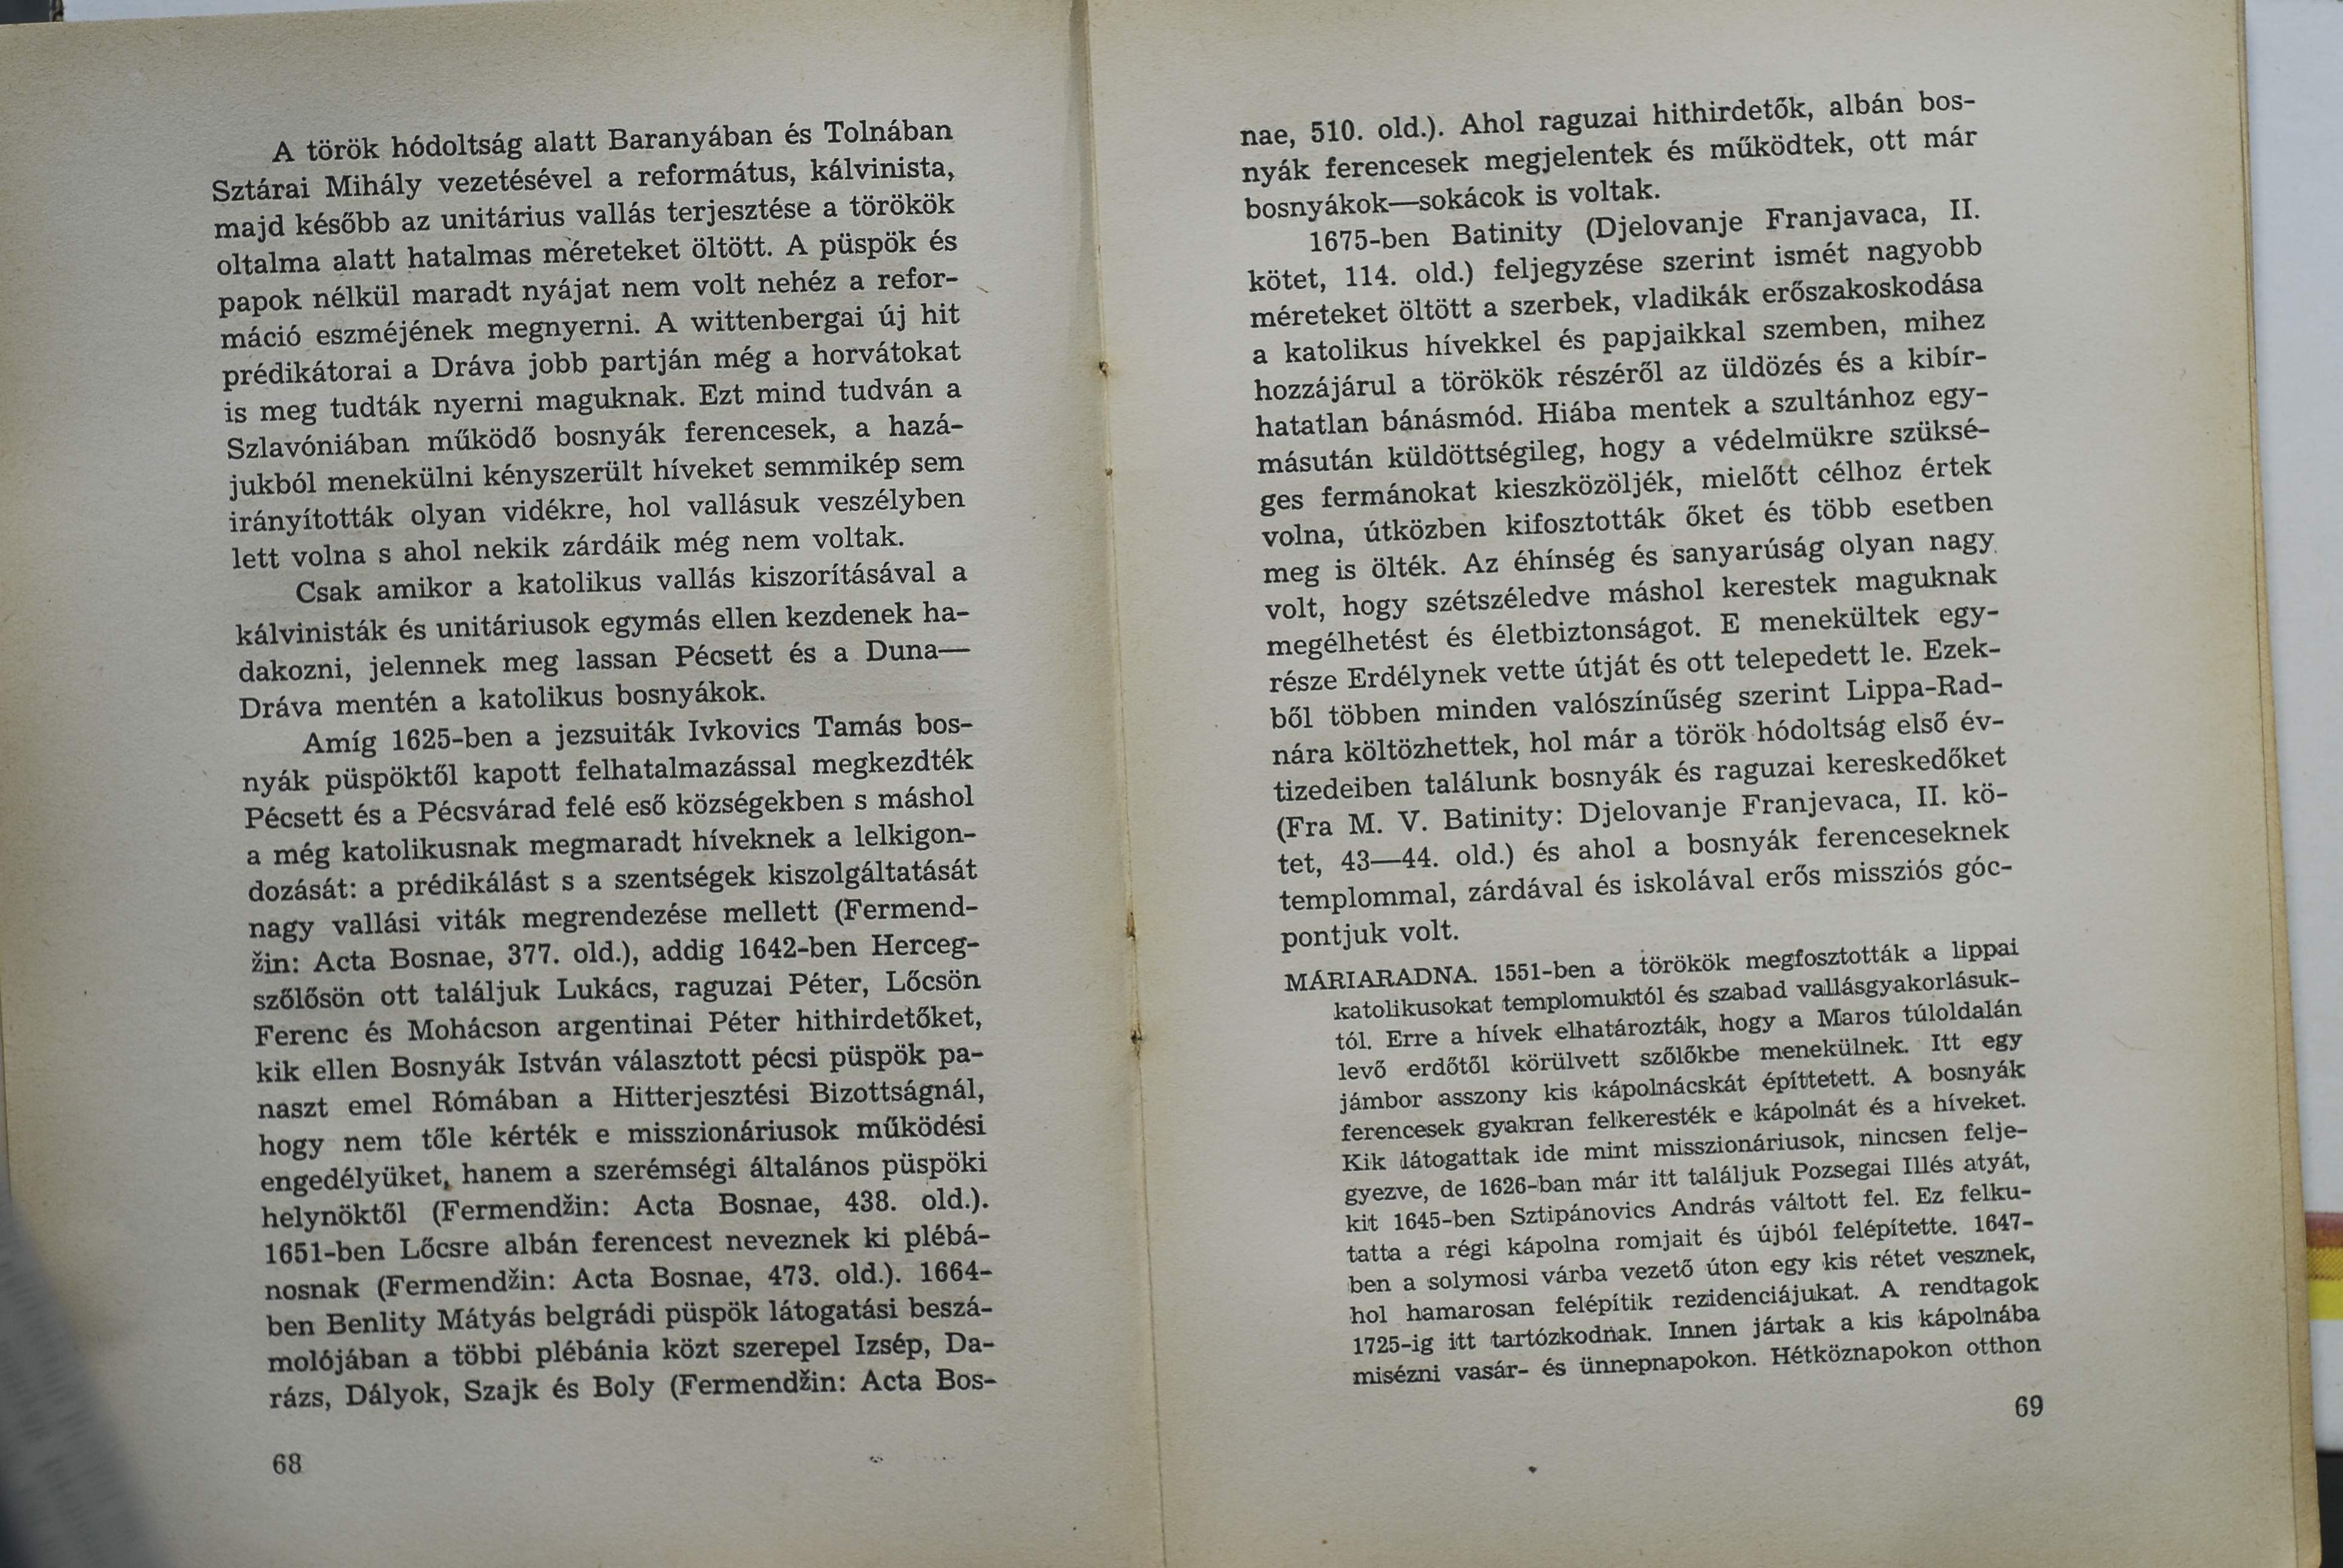 A török hódoltság alatt Baranyában és Tolnában
Sztárai Mihály vezetésével a református, kálvinista,
majd később az unitárius vallás terjesztése a törökök
oltalma alatt hatalmas méreteket öltött. A püspök és
papok nélkül maradt nyájat nem volt nehéz a refor-
máció eszméjének megnyerni. A wittenbergai új hit
prédikátorai a Dráva jobb partján még a horvátokat
is meg tudták nyerni maguknak. Ezt mind tudván a
Szlavóniában működő bosnyák ferencesek, a hazá-
jukból menekülni kényszerült híveket semmikép sem
irányították olyan vidékre, hol vallásuk veszélyben
lett volna s ahol nekik zárdáik még nem voltak.
Csak amikor a katolikus vallás kiszorításával a
kálvinisták és unitáriusok egymás ellen kezdenek ha-
dakozni, jelennek meg lassan Pécsett és a Duna—
Dráva mentén a katolikus bosnyákok.
Amíg 1625-ben a jezsuiták Ivkovics Tamás bos-
nyák püspöktől kapott felhatalmazással megkezdték
Pécsett és a Pécsvárad felé eső községekben s máshol
a még katolikusnak megmaradt híveknek a lelkigon-
dozását: a prédikálást s a szentségek kiszolgáltatását
nagy vallási viták megrendezése mellett (Fermend-
žin: Acta Bosnae, 377. old.), addig 1642-ben Herceg-
szőlősön ott találjuk Lukács, raguzai Péter, Lőcsön
Ferenc és Mohácson argentinai Péter hithirdetőket,
kik ellen Bosnyák István választott pécsi püspök pa-
naszt emel Rómában a Hitterjesztési Bizottságnál,
hogy nem tőle kérték e misszionáriusok működési
engedélyüket, hanem a szerémségi általános püspöki
helynöktől (Fermendžin: Acta Bosnae, 438. old.).
1651-ben Lőcsre albán ferencest neveznek ki plébá-
nosnak (Fermendžin: Acta Bosnae, 473. old.). 1664-
ben Benlity Mátyás belgrádi püspök látogatási beszá-
molójában a többi plébánia közt szerepel Izsép, Da-
rázs, Dályok, Szajk és Boly (Fermendžin: Acta Bos-
68
nae, 510. old.). Ahol raguzai hithirdetők, albán bos-
nyák ferencesek megjelentek és működtek, ott már
bosnyákok—sokácok is voltak.
1675-ben Batinity (Djelovanje Franjavaca, II.
kötet, 114. old.) feljegyzése szerint ismét nagyobb
méreteket öltött a szerbek, vladikák erőszakoskodása
a katolikus hívekkel és papjaikkal szemben, mihez
hozzájárul a törökök részéről az üldözés és a kibír-
hatatlan bánásmód. Hiába mentek a szultánhoz egy-
másután küldöttségileg, hogy a védelmükre szüksé-
ges fermánokat kieszközöljék, mielőtt célhoz értek
volna, útközben kifosztották őket és több esetben
meg is ölték. Az éhínség és sanyarúság olyan nagy
volt, hogy szétszéledve máshol kerestek maguknak
megélhetést és életbiztonságot. E menekültek egy-
része Erdélynek vette útját és ott telepedett le. Ezek-
ből többen minden valószínűség szerint Lippa-Rad-
nára költözhettek, hol már a török hódoltság első év-
tizedeiben találunk bosnyák és raguzai kereskedőket
(Fra M. V. Batinity: Djelovanje Franjevaca, II. kö-
tet, 43—44. old.) és ahol a bosnyák ferenceseknek
templommal, zárdával és iskolával erős missziós góc-
pontjuk volt.
MÁRIARADNA. 1551-ben a törökök megfosztották a lippai
katolikusokat templomuktól és szabad vallásgyakorlásuk-
tól. Erre a hívek elhatározták, hogy a Maros túloldalán
levő erdőtől körülvett szőlőkbe menekülnek. Itt egy
jámbor asszony kis kápolnácskát építtetett. A bosnyák
ferencesek gyakran felkeresték e kápolnát és a híveket.
Kik látogattak ide mint misszionáriusok, nincsen felje-
gyezve, de 1626-ban már itt találjuk Pozsegai Illés atyát,
kit 1645-ben Sztipánovics András váltott fel. Ez felku-
tatta a régi kápolna romjait és újból felépítette. 1647-
ben a solymosi várba vezető úton egy kis rétet vesznek,
hol hamarosan felépítik rezidenciájukat. A rendtagok
1725-ig itt tartózkodnak. Innen jártak a kis kápolnába
misézni vasár- és ünnepnapokon. Hétköznapokon otthon
69